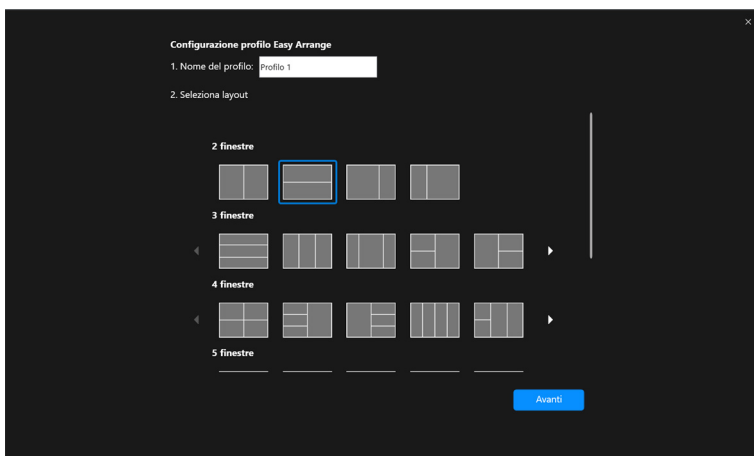 Configurazione profilo Easy Arrange
1. Nome del profilo: Profilo 1
2. Seleziona layout
2 finestre
3 finestre
4 finestre
5 finestre
Avanti